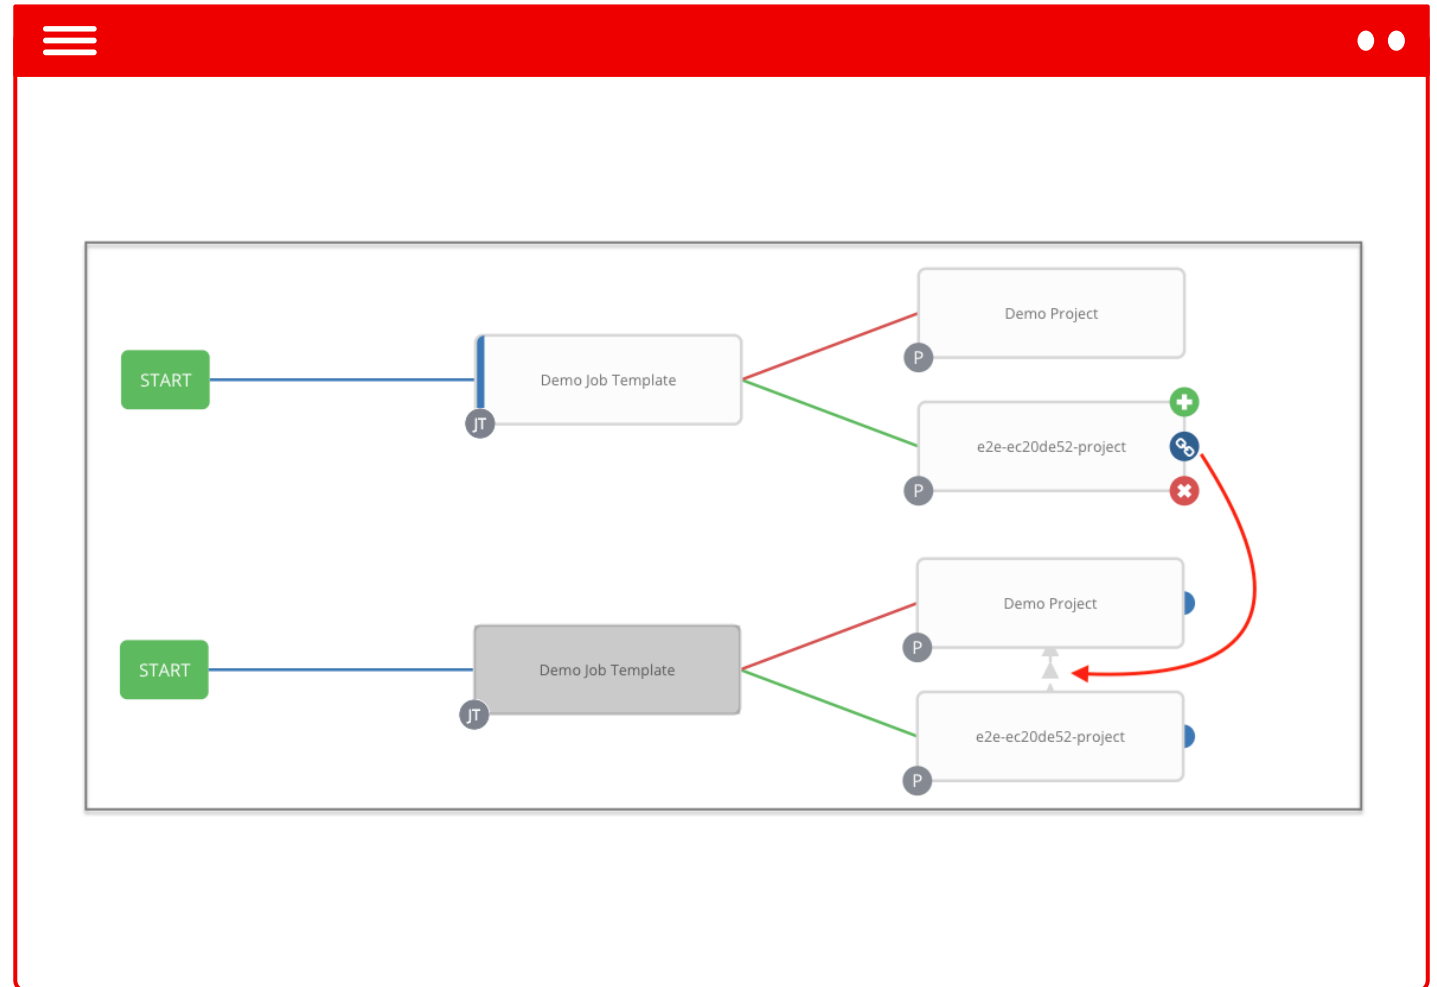 Demo Project
START
Demo Job Template
P
e2e-ec20de52-project
JT
P
Demo Project
START
Demo Job Template
P
e2e-ec20de52-project
JT
P